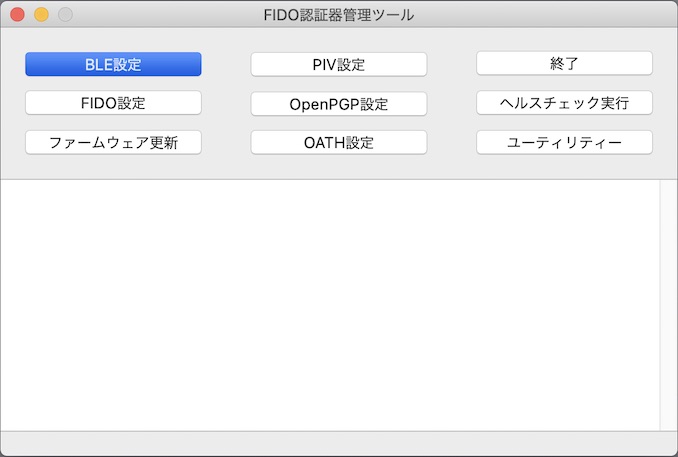 FIDO認証器管理ツール
BLE設定
PIV設定
終了
FIDO設定
OpenPGP設定
ヘルスチェック実行
ファームウェア更新
OATH設定
ユーティリティー